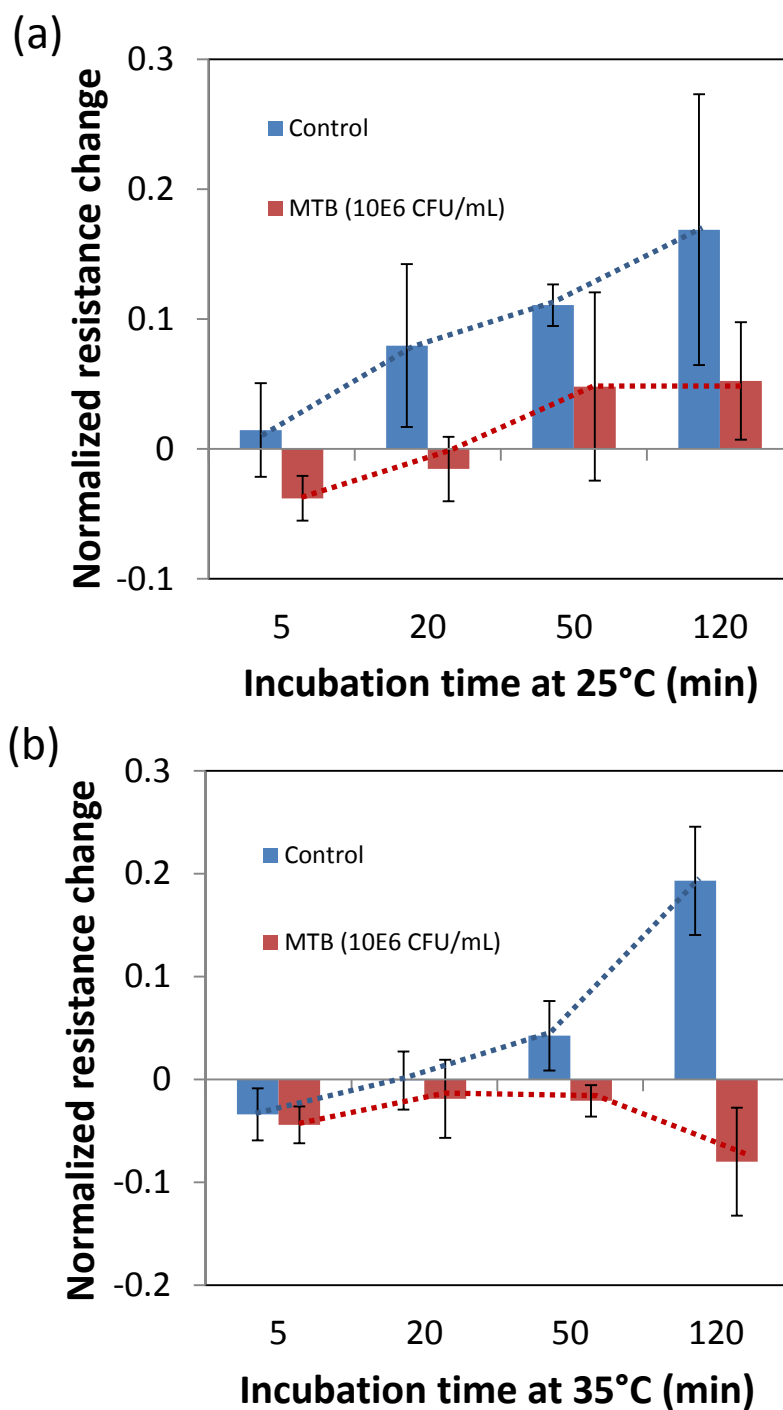 (a)
Normalized resistance change
0.3
0.2
0.1
0
-0.1
Control
MTB (10E6 CFU/mL)
5 20 50 120
Incubation time at 25°C (min)
(b)
Normalized resistance change
0.3
0.2
0.1
0
-0.1
-0.2
Control
MTB (10E6 CFU/mL)
5 20 50 120
Incubation time at 35°C (min)